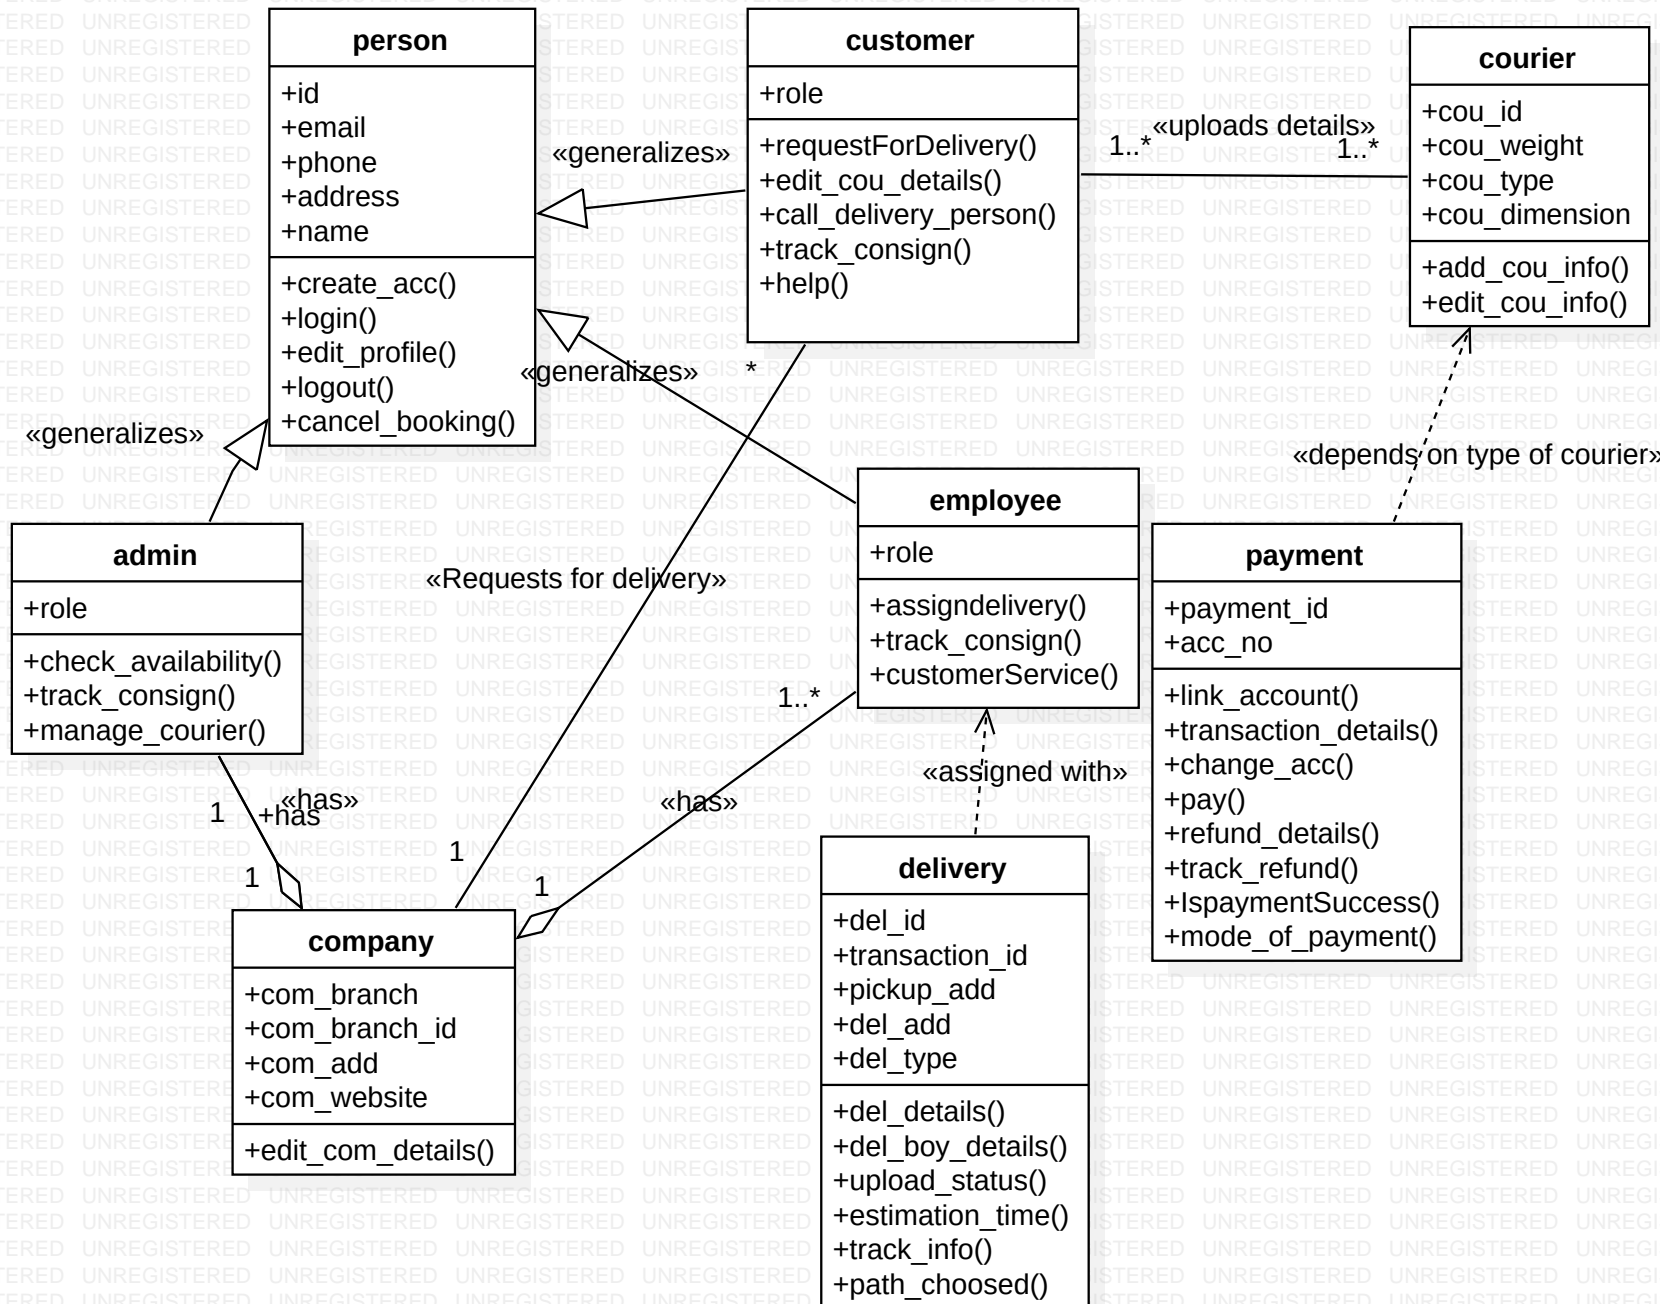 person
+id
+email
+phone
+address
+name
+create_acc()
+login()
+edit_profile()
+logout()
+cancel_booking()
«generalizes»
customer
+role
+requestForDelivery()
+edit_cou_details()
+call_delivery_person()
+track_consign()
+help()
«uploads details»
1..*
1..*
courier
+cou_id
+cou_weight
+cou_type
+cou_dimension
+add_cou_info()
+edit_cou_info()
«generalizes»
*
«generalizes»
«depends on type of courier»
admin
+role
+check_availability()
+track_consign()
+manage_courier()
«Requests for delivery»
employee
+role
+assigndelivery()
+track_consign()
+customerService()
payment
+payment_id
+acc_no
+link_account()
+transaction_details()
+change_acc()
+pay()
+refund_details()
+track_refund()
+IspaymentSuccess()
+mode_of_payment()
1..*
«assigned with»
«has»
1
+has
«has»
1
1
1
company
+com_branch
+com_branch_id
+com_add
+com_website
+edit_com_details()
delivery
+del_id
+transaction_id
+pickup_add
+del_add
+del_type
+del_details()
+del_boy_details()
+upload_status()
+estimation_time()
+track_info()
+path_choosed()
UNREGISTERED